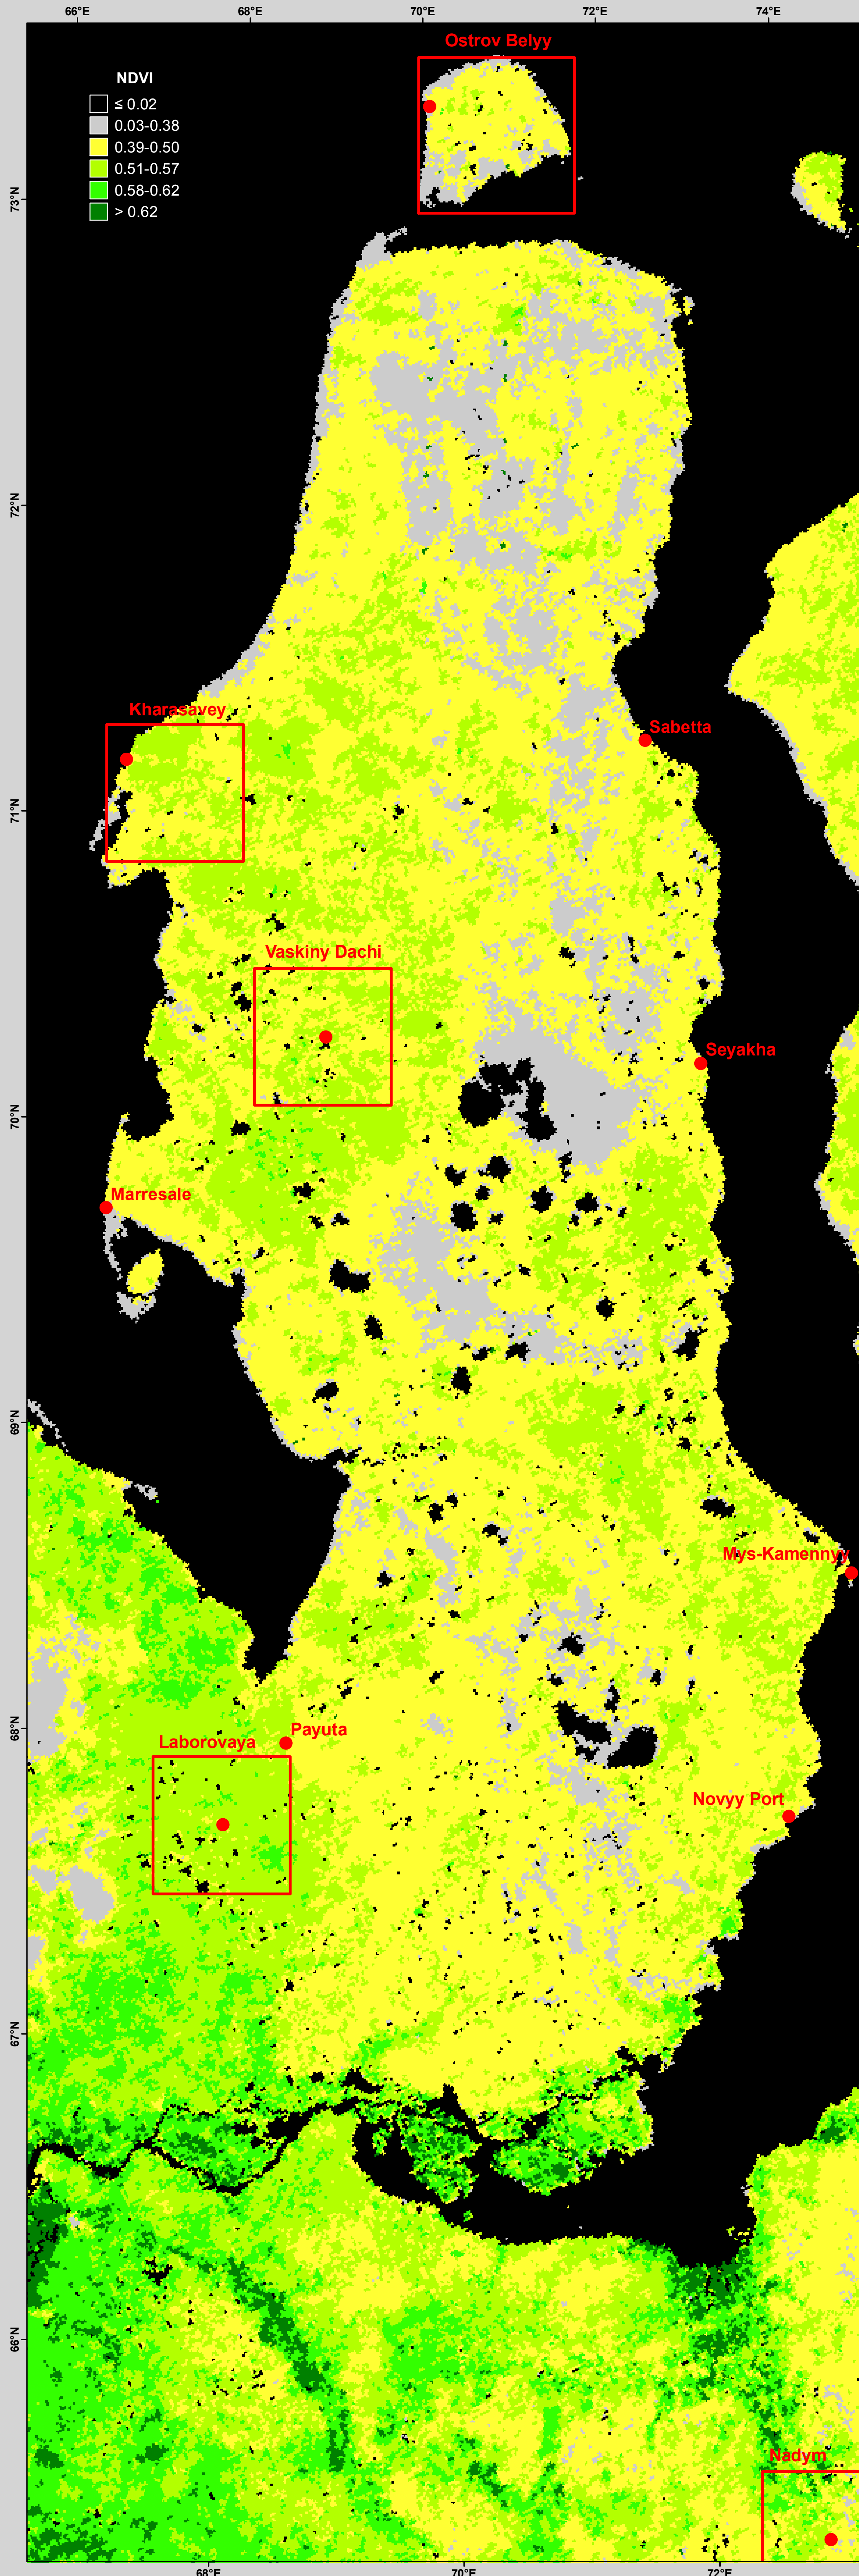 66°E 68°E 70°E 72°E 74°E
Ostrov Belyy
NDVI
≤ 0.02
0.03-0.38
0.39-0.50
0.51-0.57
0.58-0.62
> 0.62
73°N
72°N
Kharasavey
Sabetta
71°N
Vaskiny Dachi
Seyakha
70°N
Marresale
69°N
Mys-Kamennyy
68°N
Payuta
Laborovaya
Novyy Port
67°N
66°N
Nadym
68°E 70°E 72°E